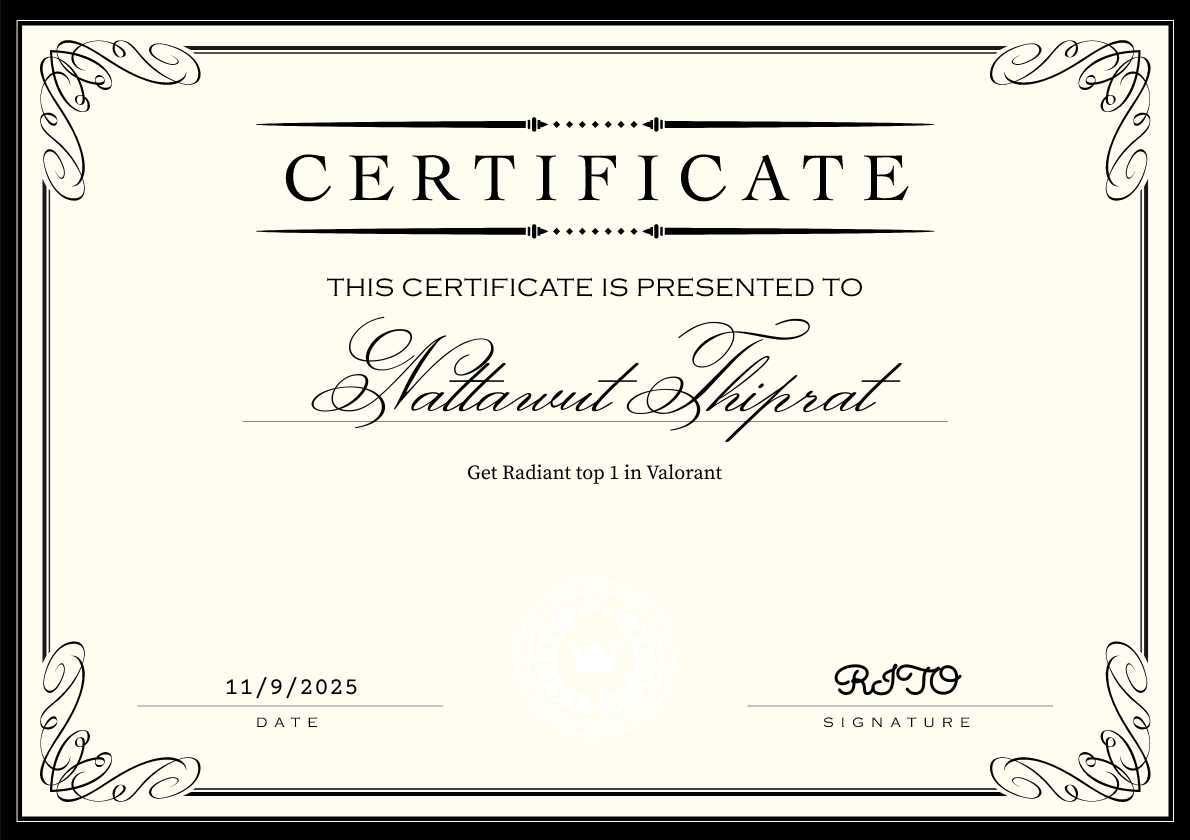 CERTIFICATE
THIS CERTIFICATE IS PRESENTED TO
Nattawut Thiprat
Get Radiant top 1 in Valorant
11/9/2025
DATE
RITO
SIGNATURE